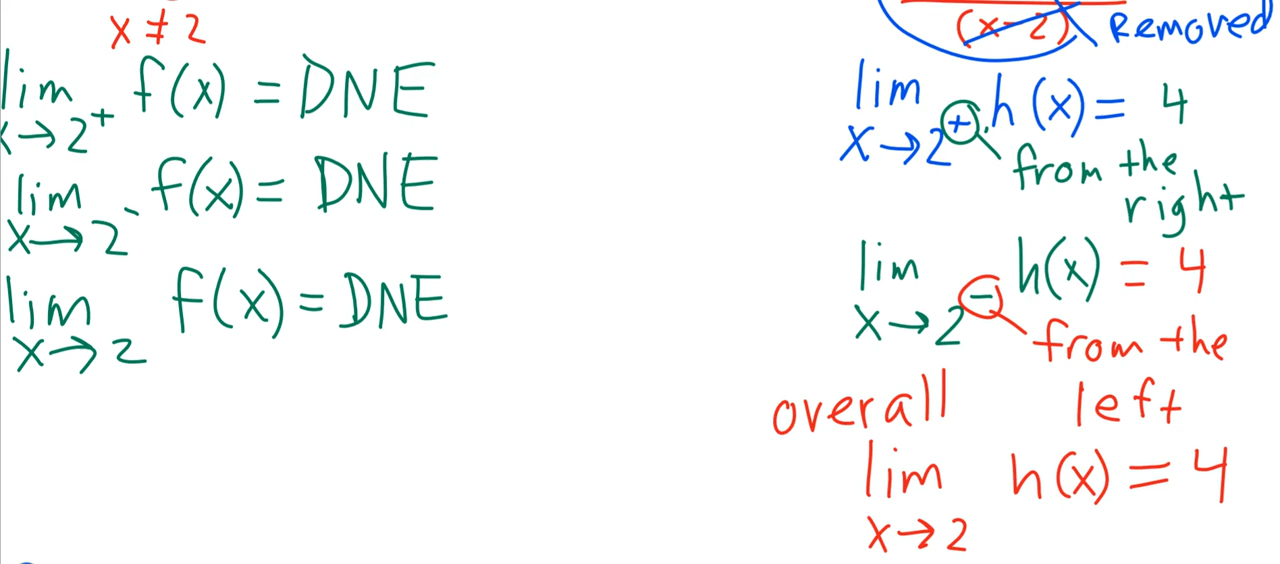 x ≠ 2
lim f(x) = DNE
x→2⁺
lim f(x) = DNE
x→2⁻
lim f(x) = DNE
x→2
(x-2) Removed
lim h(x) = 4
x→2⁺
from the
right
lim h(x) = 4
x→2⁻
from the
left
overall
lim h(x) = 4
x→2